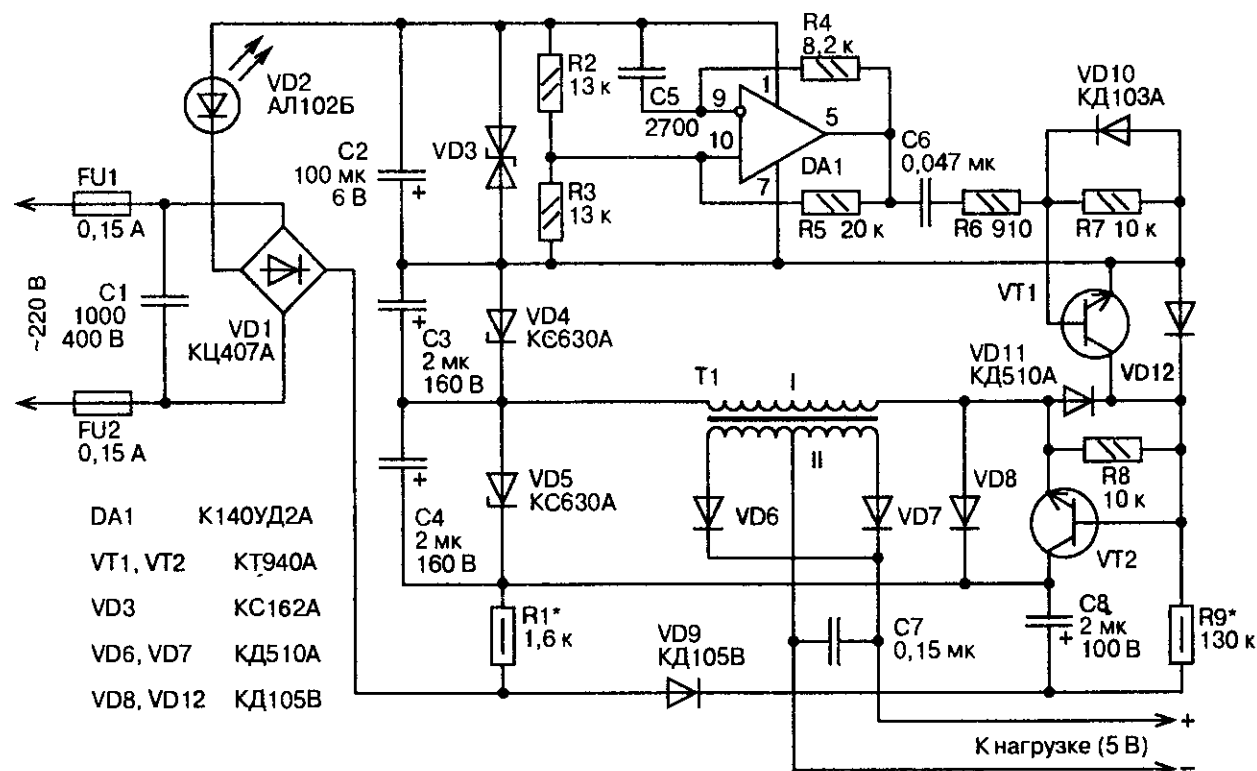 R4
8,2 к
VD2
АЛ102Б
R2
13 к
C5
2700
9
1
10
5
7
DA1
VD10
КД103А
C2
100 мк
6 В
+
VD3
R3
13 к
C6
0,047 мк
FU1
0,15 А
R5 20 к
R6 910
R7 10 к
~220 В
C1
1000
400 В
VD1
КЦ407А
C3
2 мк
160 В
+
VD4
КС630А
VT1
VD11
КД510А
VD12
T1
I
II
FU2
0,15 А
C4
2 мк
160 В
+
VD5
КС630А
VD6
VD7
VD8
R8
10 к
VT2
DA1 К140УД2А
VT1, VT2 КТ940А
VD3 КС162А
VD6, VD7 КД510А
VD8, VD12 КД105В
R1*
1,6 к
VD9
КД105В
C7
0,15 мк
C8
2 мк
100 В
+
R9*
130 к
+
К нагрузке (5 В)
−